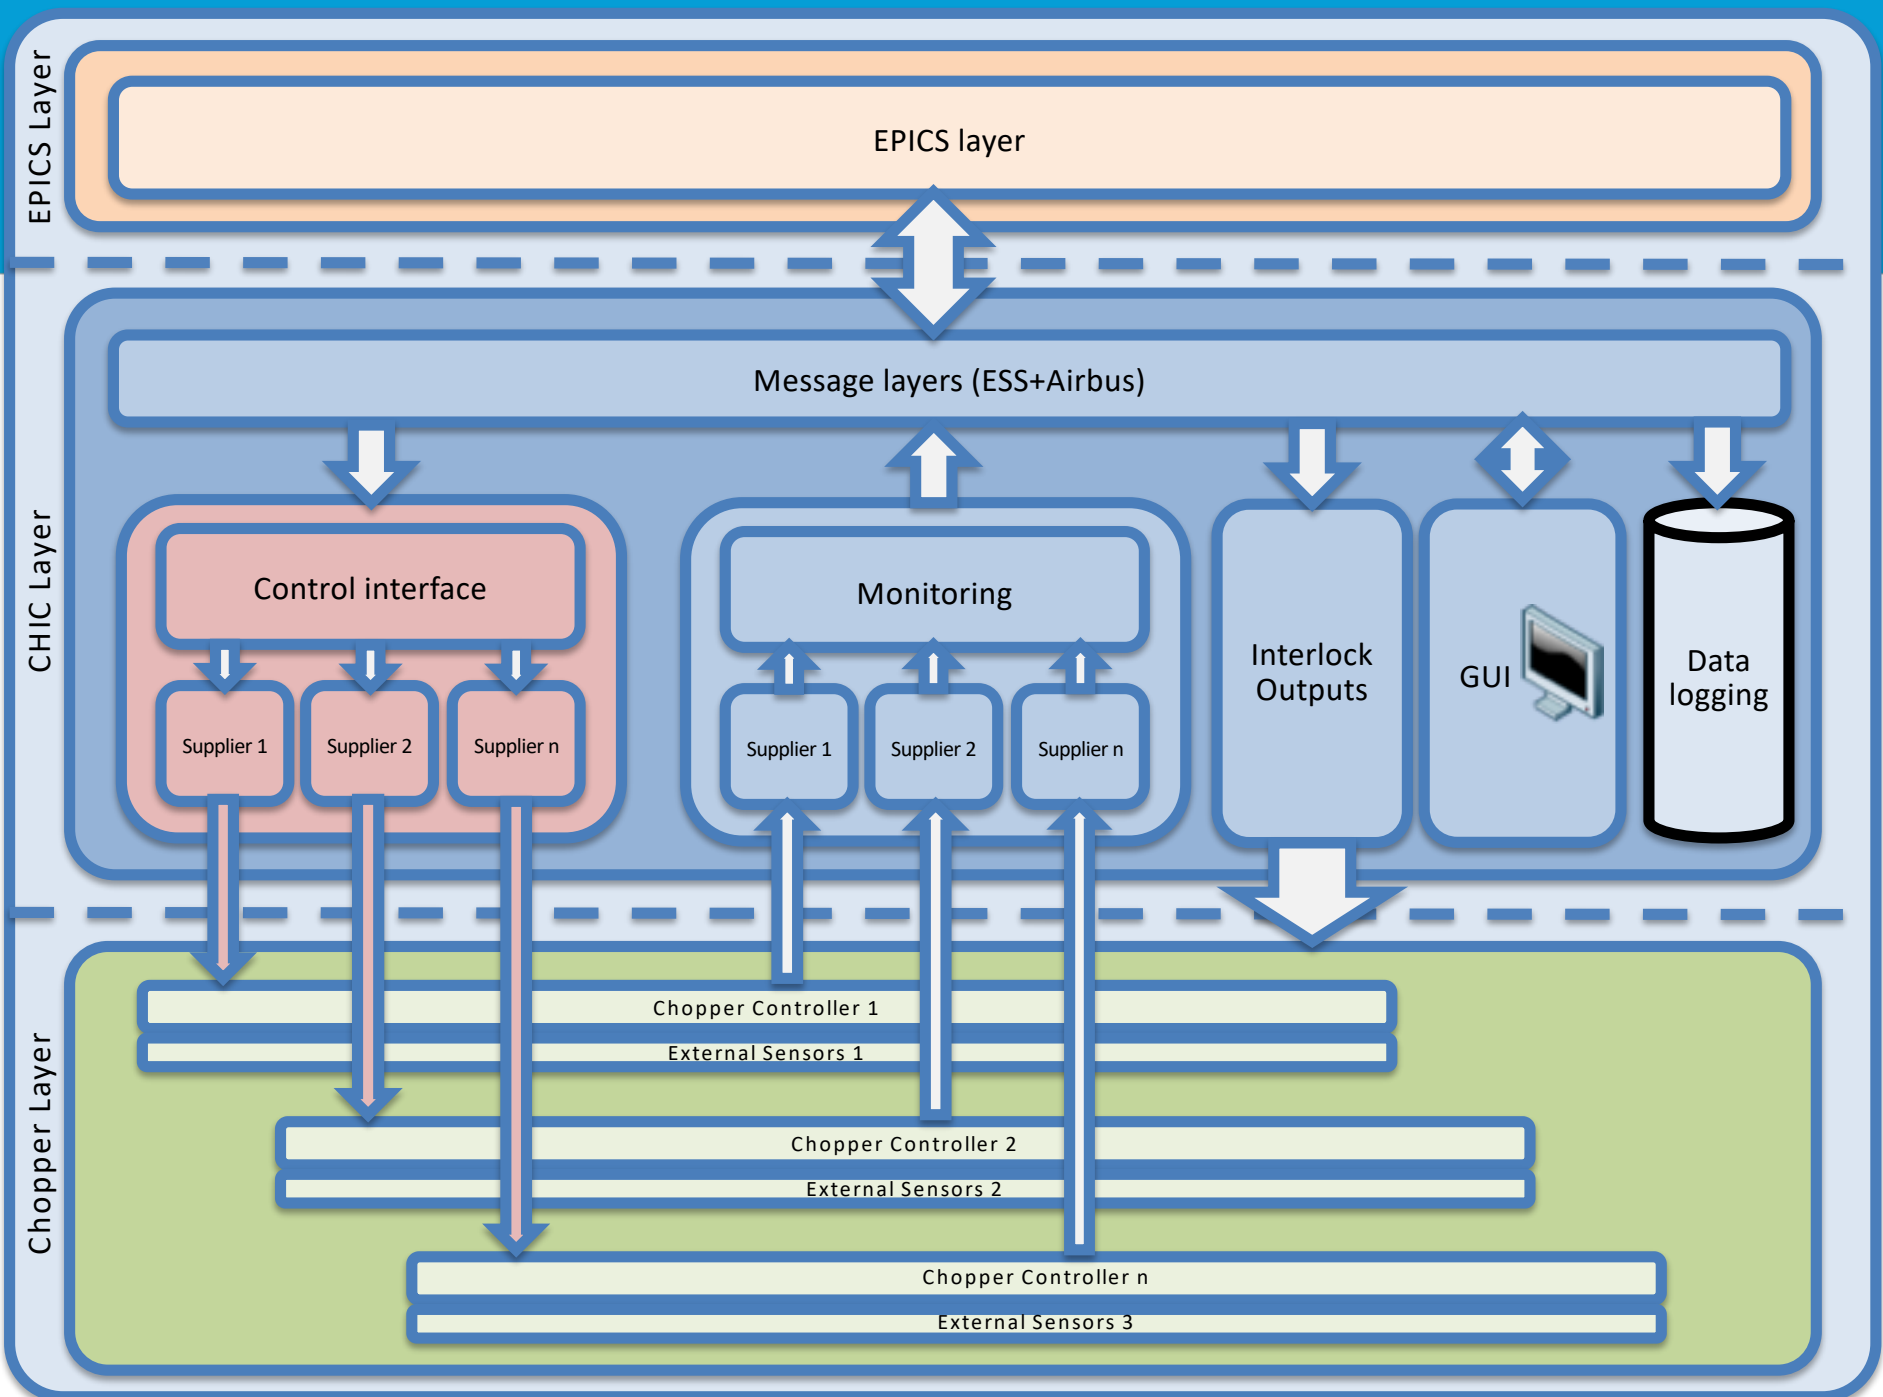 EPICS Layer
EPICS layer
CHIC Layer
Message layers (ESS+Airbus)
Control interface
Supplier 1
Supplier 2
Supplier n
Monitoring
Supplier 1
Supplier 2
Supplier n
Interlock
Outputs
GUI
Data
logging
Chopper Layer
Chopper Controller 1
External Sensors 1
Chopper Controller 2
External Sensors 2
Chopper Controller n
External Sensors 3